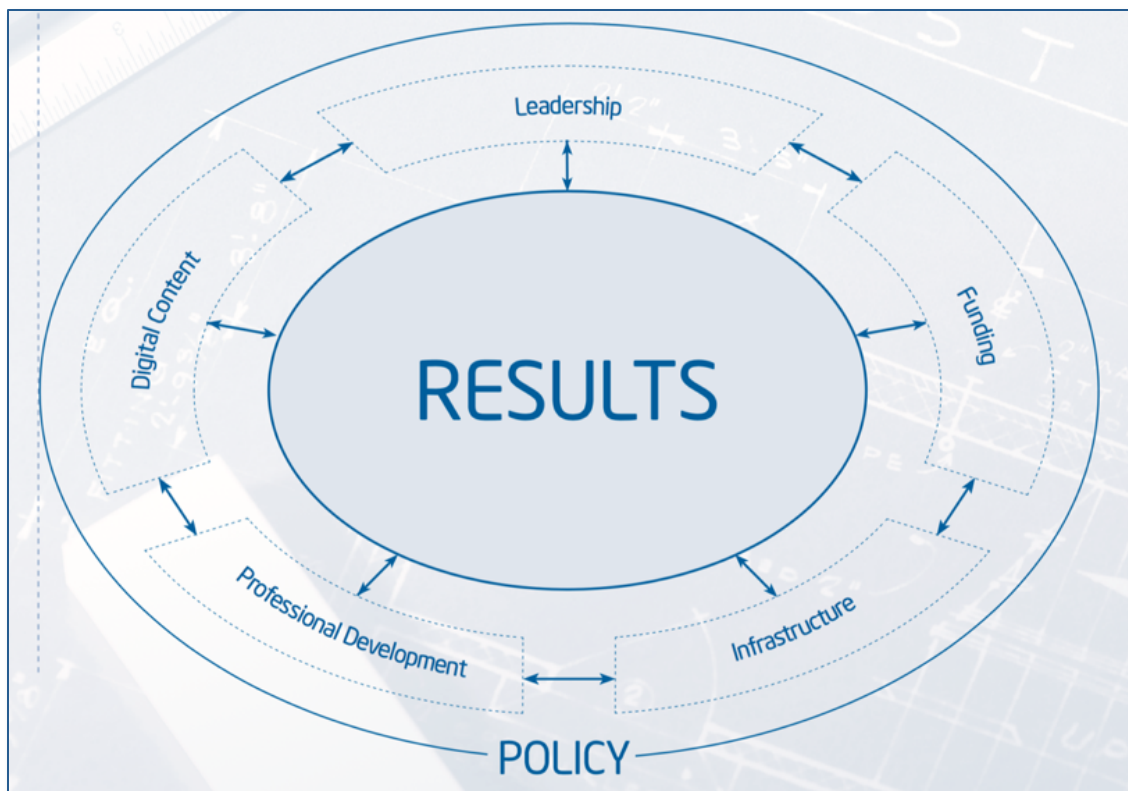 Leadership
Funding
Digital Content
RESULTS
Professional Development
Infrastructure
POLICY